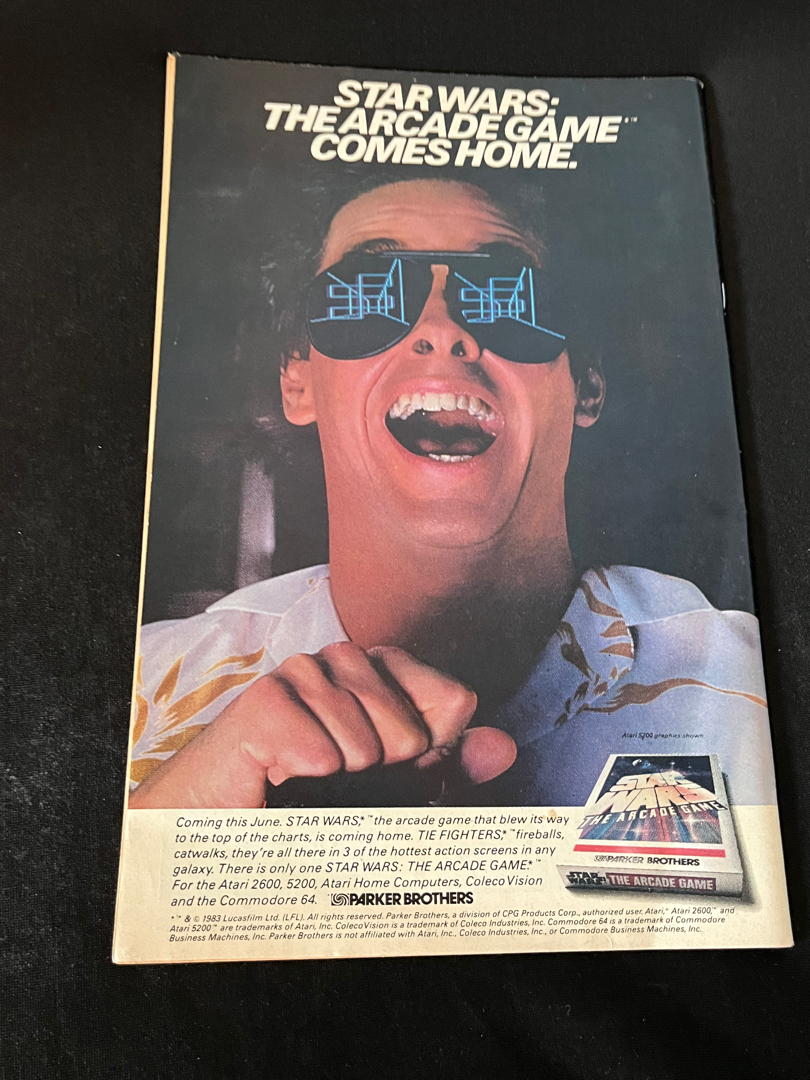 STAR WARS:
THE ARCADE GAME*™
COMES HOME.
Atari 5200 graphics shown
STAR
WARS
THE ARCADE GAME
PARKER BROTHERS
STAR
WARS THE ARCADE GAME
Coming this June. STAR WARS,*™ the arcade game that blew its way
to the top of the charts, is coming home. TIE FIGHTERS,*™ fireballs,
catwalks, they're all there in 3 of the hottest action screens in any
galaxy. There is only one STAR WARS: THE ARCADE GAME.*™
For the Atari 2600, 5200, Atari Home Computers, ColecoVision
and the Commodore 64. PARKER BROTHERS
*™ & © 1983 Lucasfilm Ltd. (LFL). All rights reserved. Parker Brothers, a division of CPG Products Corp., authorized user. Atari,® Atari 2600,™ and
Atari 5200™ are trademarks of Atari, Inc. ColecoVision is a trademark of Coleco Industries, Inc. Commodore 64 is a trademark of Commodore
Business Machines, Inc. Parker Brothers is not affiliated with Atari, Inc., Coleco Industries, Inc., or Commodore Business Machines, Inc.